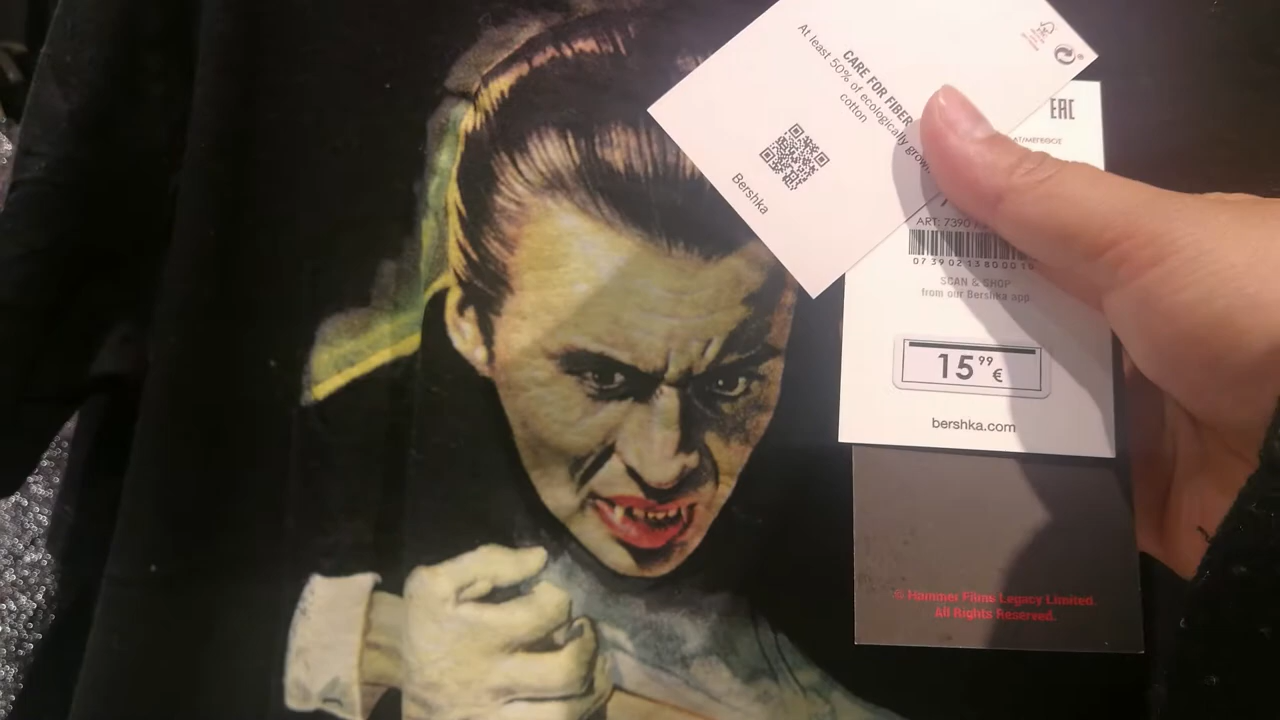 CARE FOR FIBER
At least 50% of ecologically grown
cotton
Bershka
EAC
ART: 7390
SCAN & SHOP
from our Bershka app
15 99 €
bershka.com
© Hammer Films Legacy Limited.
All Rights Reserved.